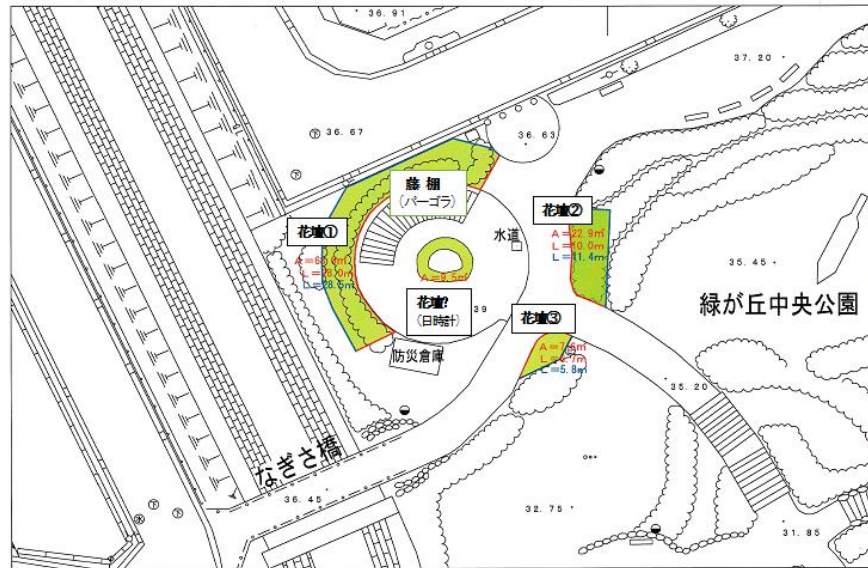 36.91
37.20
36.67
36.63
藤棚
(パーゴラ)
花壇①
花壇②
水道
A=22.9㎡
L=10.0m
L=11.4m
L=28.5m
A=9.5㎡
35.45
緑が丘中央公園
花壇?
(日時計)
39
花壇③
L=5.8m
防災倉庫
35.20
なぎさ橋
36.45
32.75
31.85